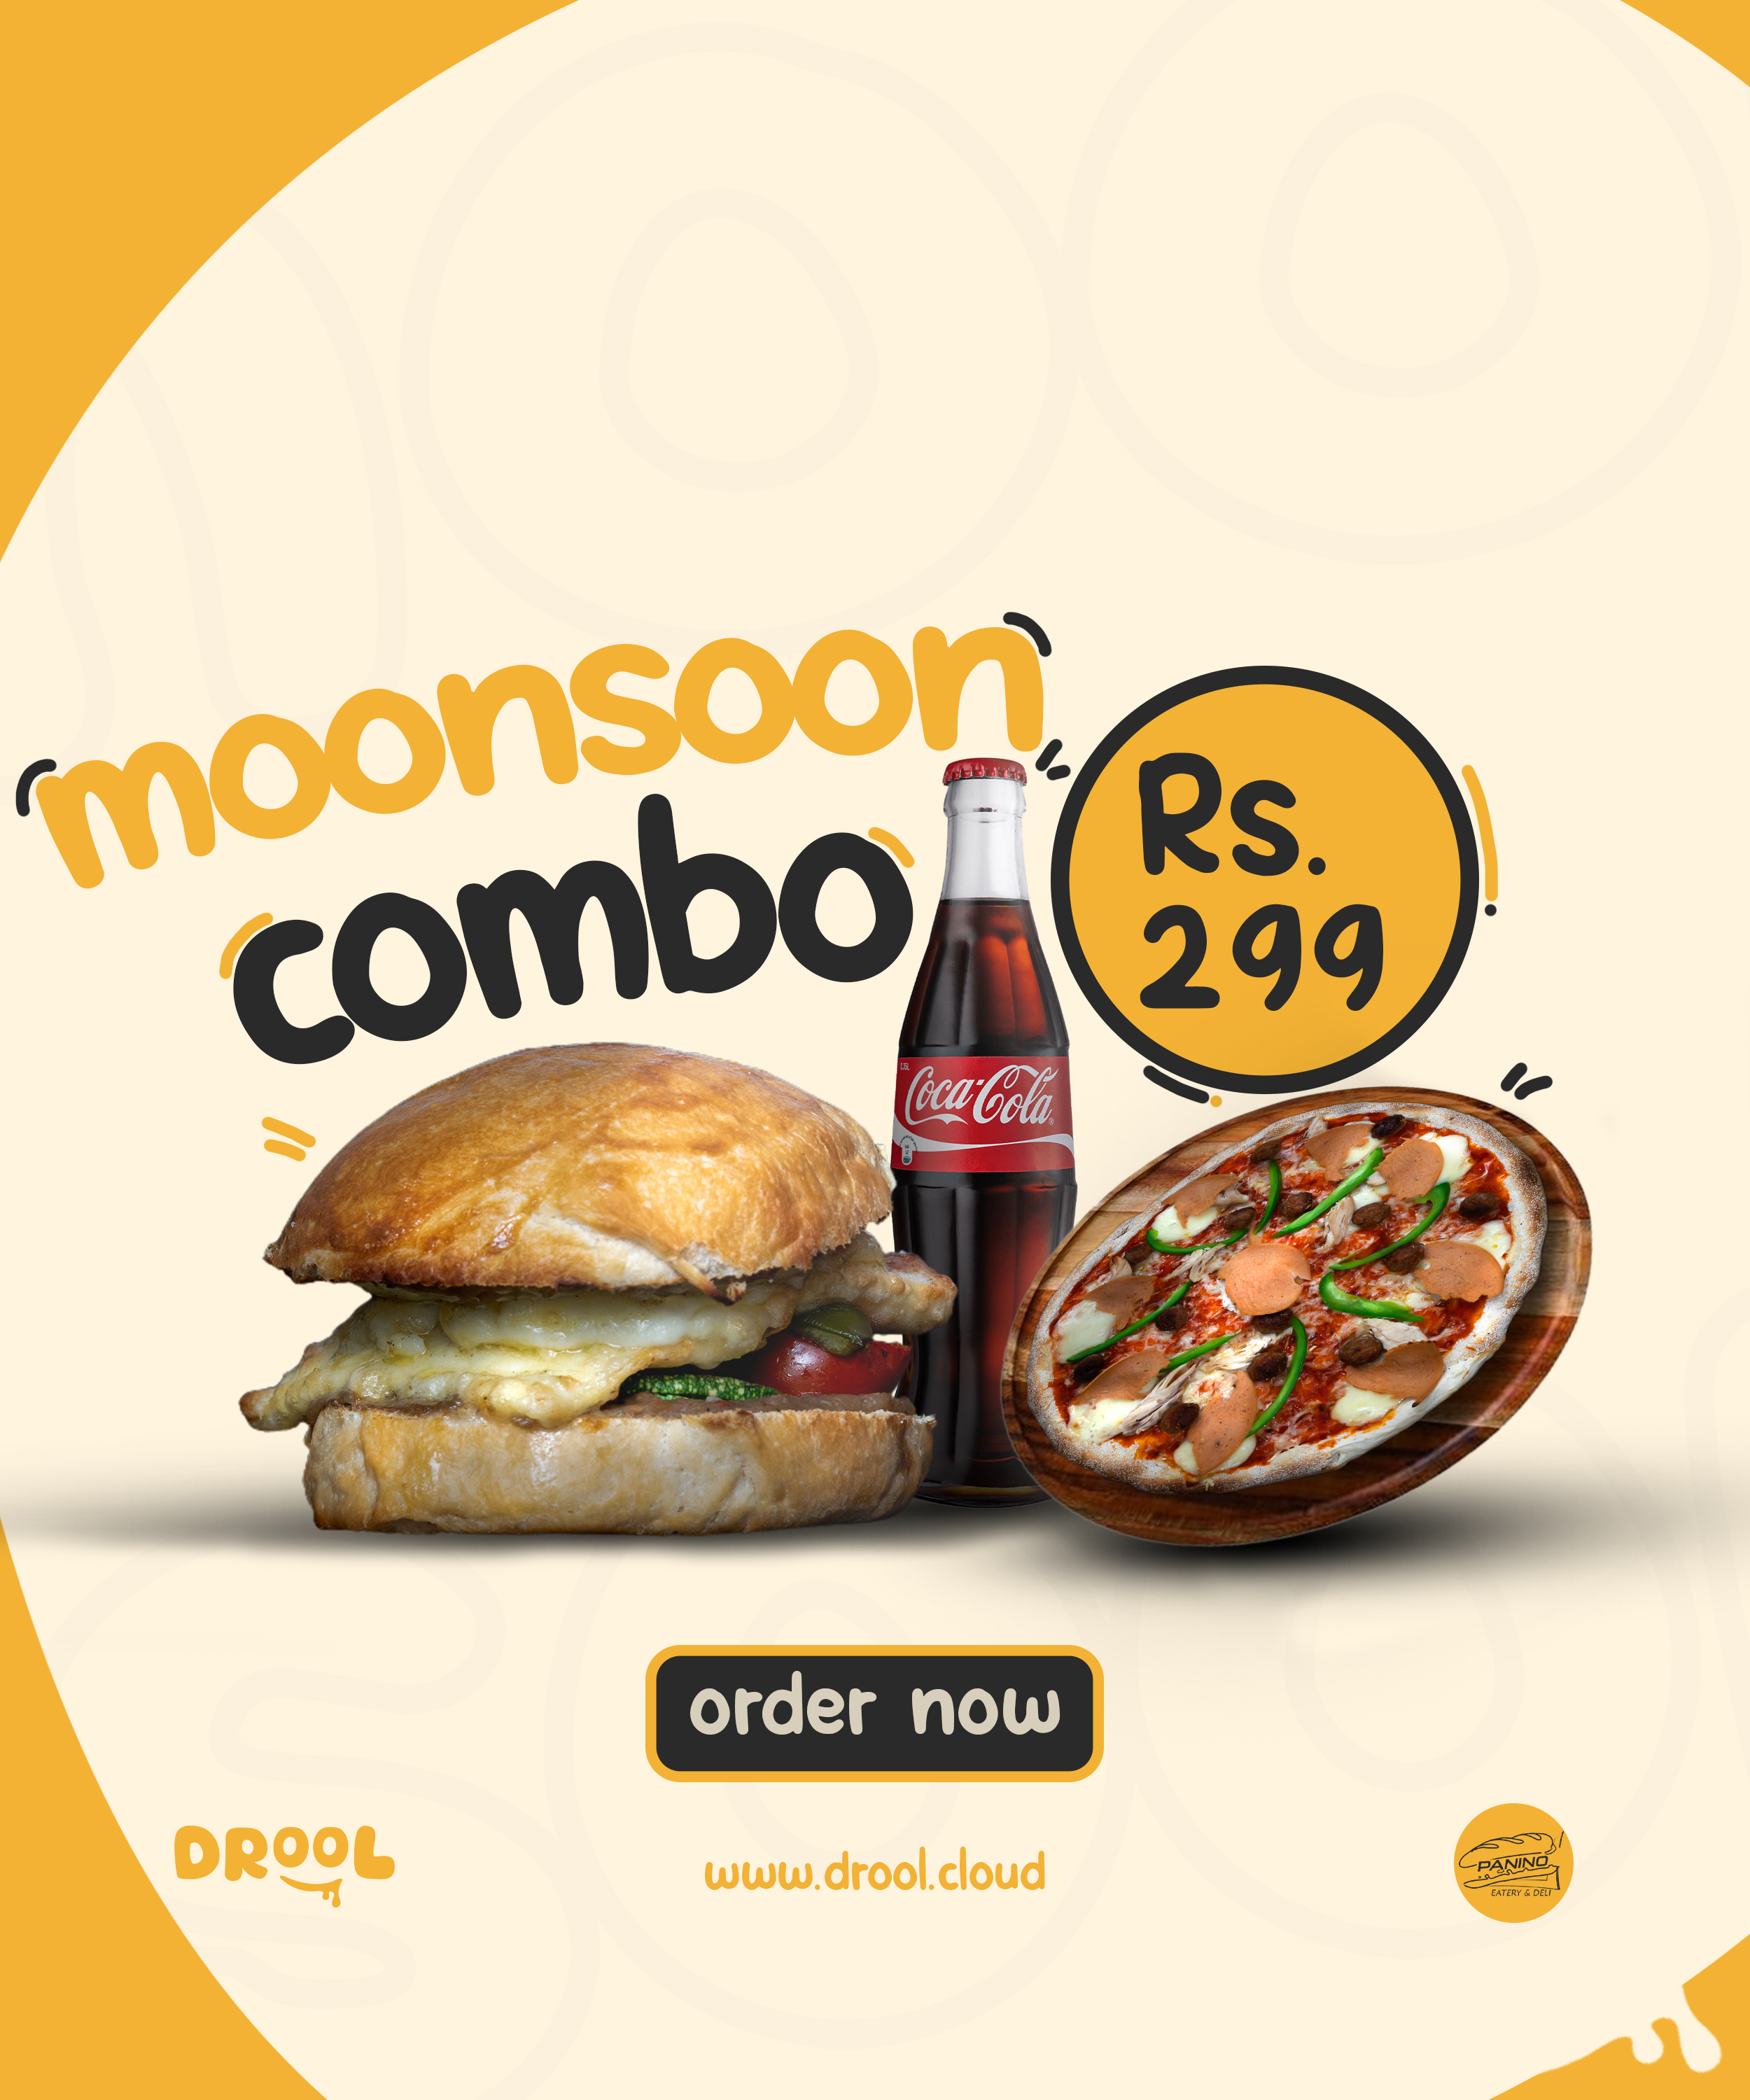 moonsoon
combo
Rs.
299
Coca-Cola
order now
DROOL
www.drool.cloud
PANINO
EATERY & DELI